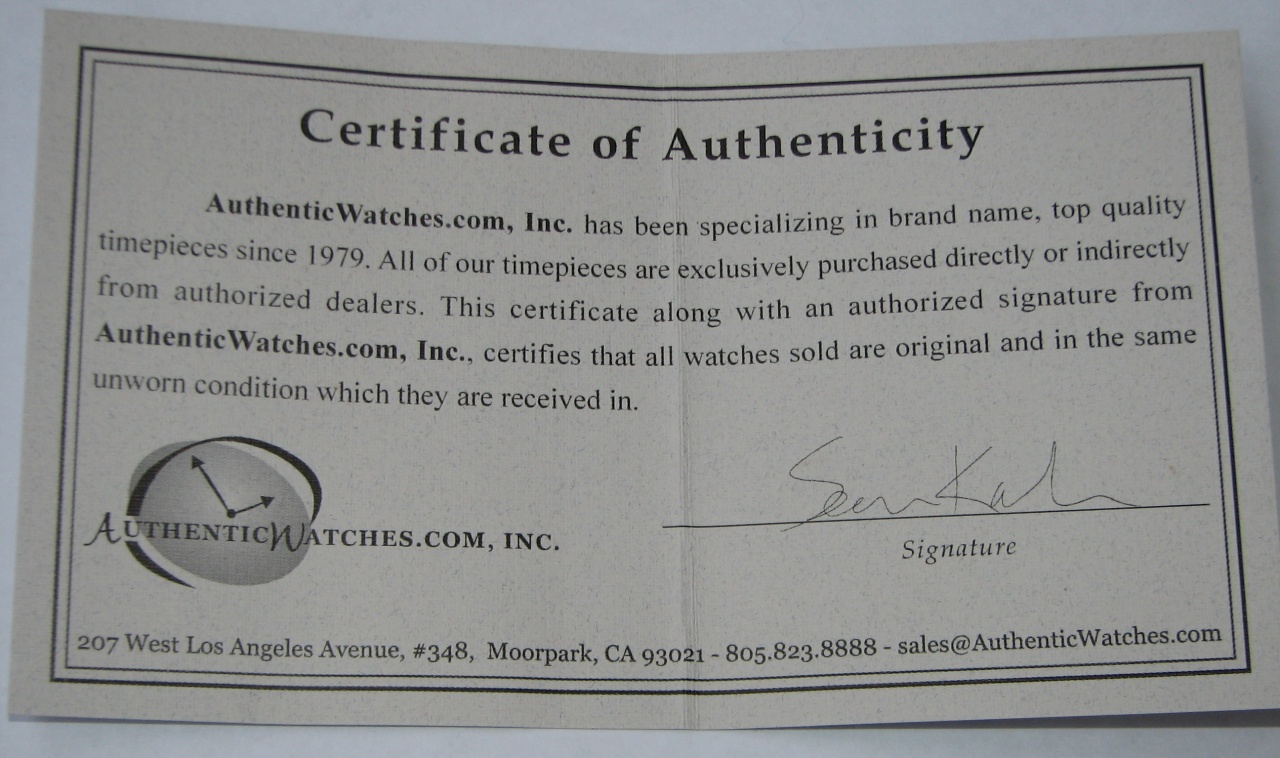 Certificate of Authenticity
AuthenticWatches.com, Inc. has been specializing in brand name, top quality
timepieces since 1979. All of our timepieces are exclusively purchased directly or indirectly
from authorized dealers. This certificate along with an authorized signature from
AuthenticWatches.com, Inc., certifies that all watches sold are original and in the same
unworn condition which they are received in.
AUTHENTICWATCHES.COM, INC.
Signature
207 West Los Angeles Avenue, #348, Moorpark, CA 93021 - 805.823.8888 - sales@AuthenticWatches.com